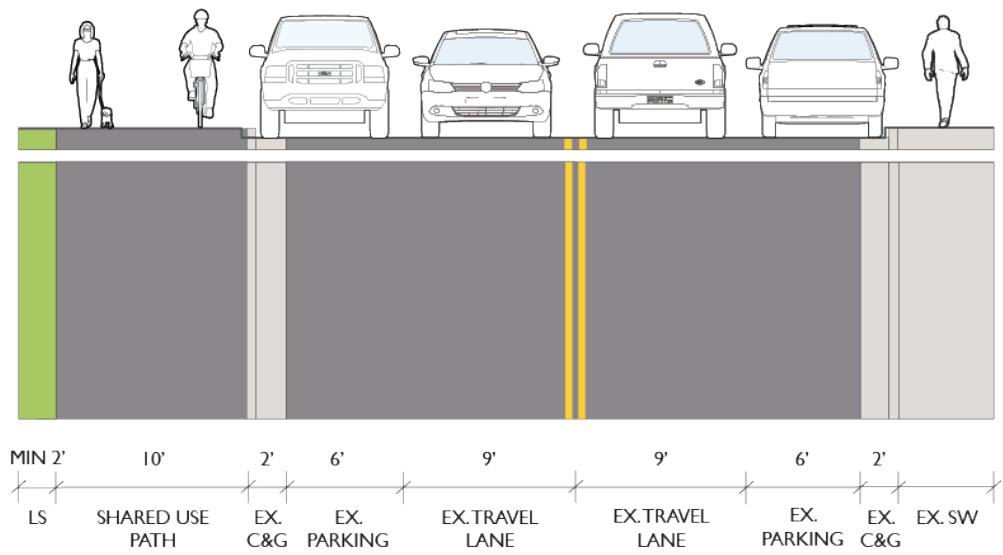 MIN 2' 10' 2' 6' 9' 9' 6' 2'
LS SHARED USE EX. EX. EX. TRAVEL EX. TRAVEL EX. EX. EX. SW
PATH C&G PARKING LANE LANE PARKING C&G